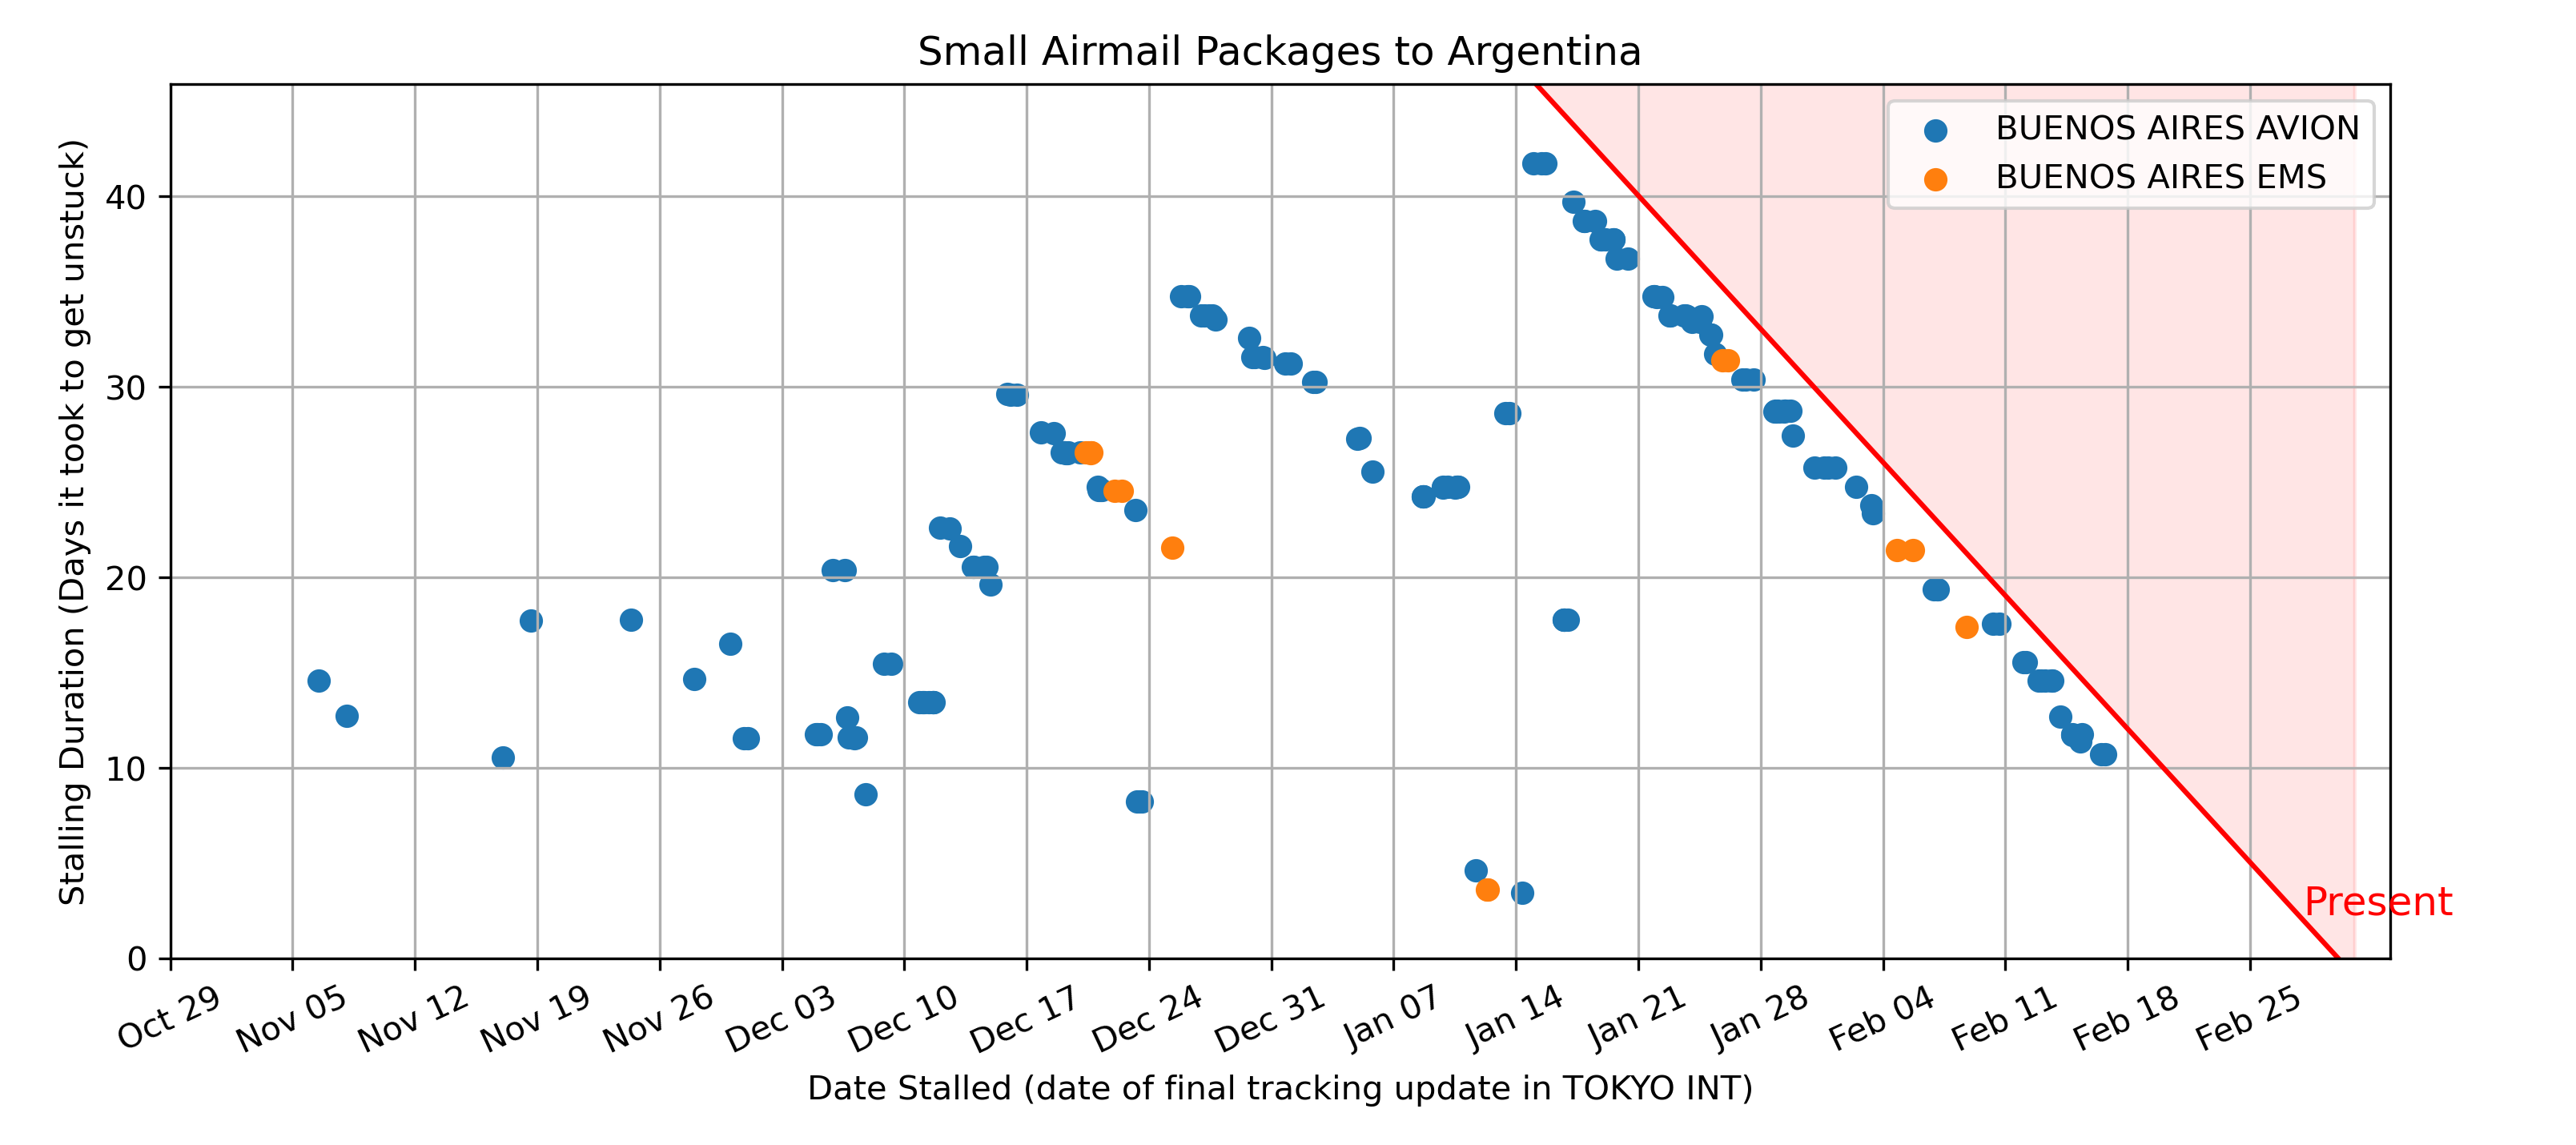 Small Airmail Packages to Argentina
BUENOS AIRES AVION
BUENOS AIRES EMS
Stalling Duration (Days it took to get unstuck)
40
30
20
10
0
Present
Oct 29
Nov 05
Nov 12
Nov 19
Nov 26
Dec 03
Dec 10
Dec 17
Dec 24
Dec 31
Jan 07
Jan 14
Jan 21
Jan 28
Feb 04
Feb 11
Feb 18
Feb 25
Date Stalled (date of final tracking update in TOKYO INT)